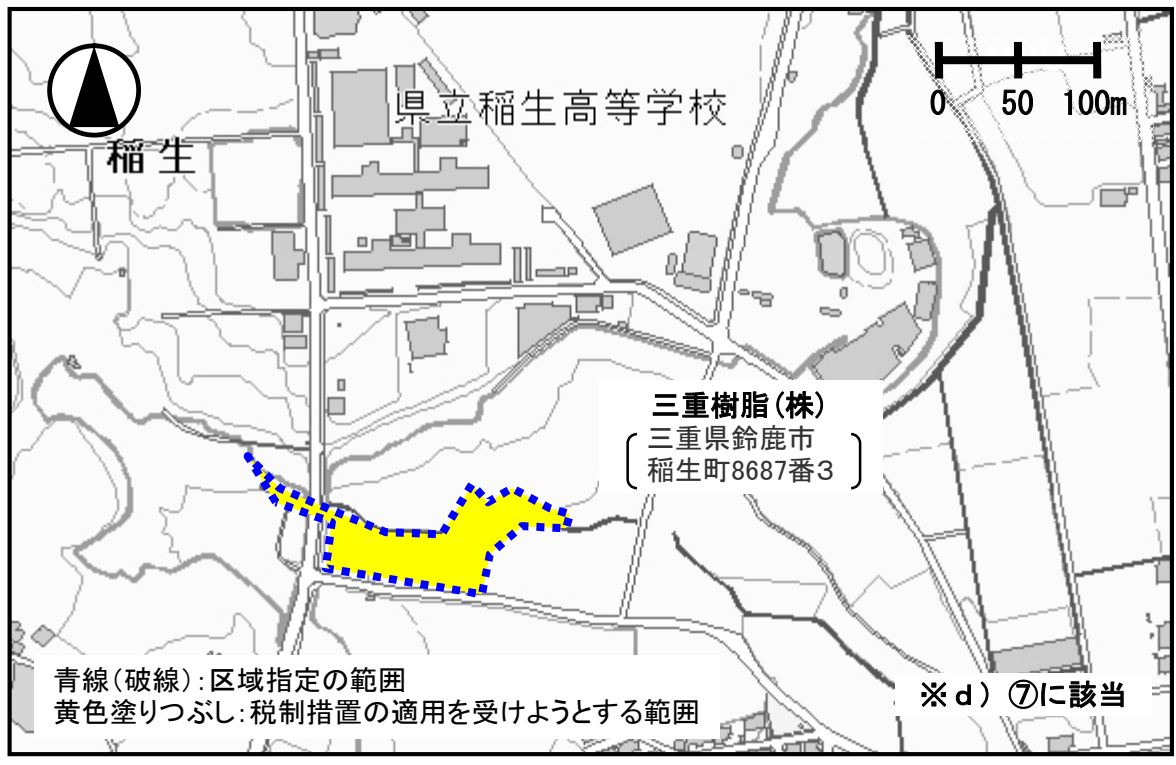 県立稲生高等学校
0 50 100m
稲生
三重樹脂(株)
三重県鈴鹿市
稲生町8687番3
青線(破線):区域指定の範囲
黄色塗りつぶし:税制措置の適用を受けようとする範囲
※d)⑦に該当